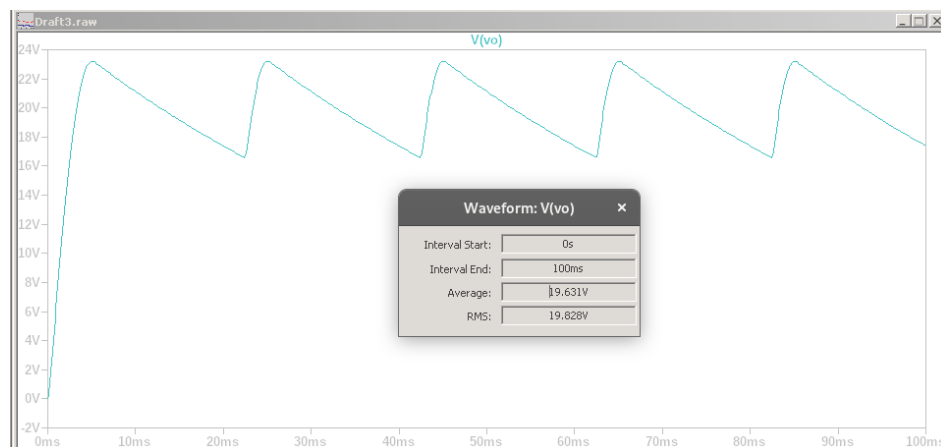 Draft3.raw
V(vo)
24V
22V
20V
18V
16V
14V
12V
10V
8V
6V
4V
2V
0V
-2V
0ms 10ms 20ms 30ms 40ms 50ms 60ms 70ms 80ms 90ms 100ms
Waveform: V(vo)
Interval Start: 0s
Interval End: 100ms
Average: 19.631V
RMS: 19.828V